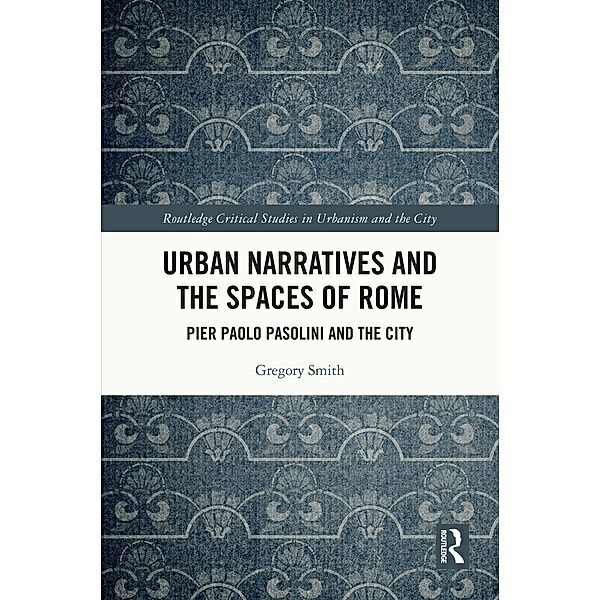 Routledge Critical Studies in Urbanism and the City
URBAN NARRATIVES AND
THE SPACES OF ROME
PIER PAOLO PASOLINI AND THE CITY
Gregory Smith
ROUTLEDGE